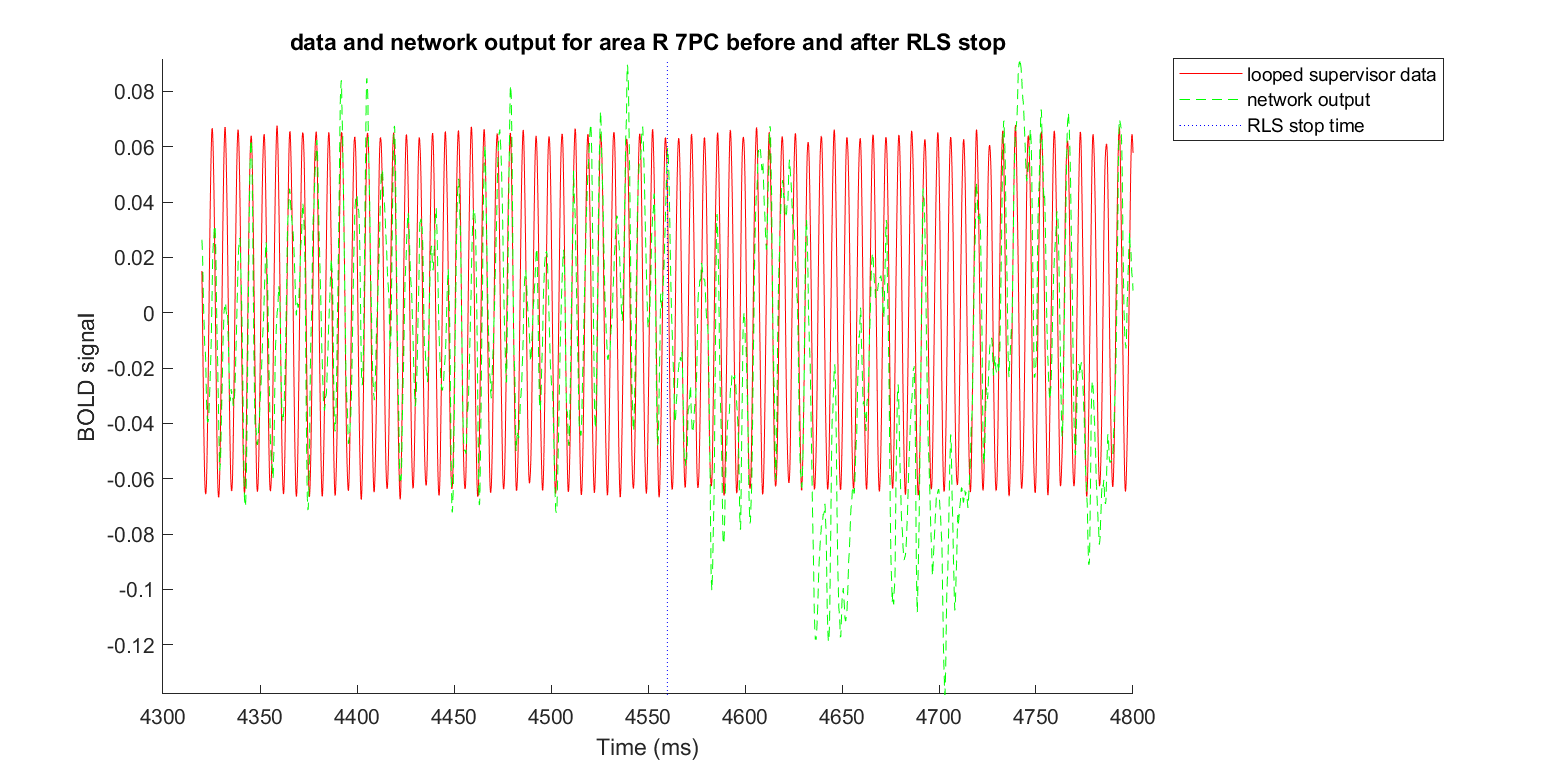 data and network output for area R 7PC before and after RLS stop
looped supervisor data
network output
RLS stop time
BOLD signal
0.08
0.06
0.04
0.02
0
-0.02
-0.04
-0.06
-0.08
-0.1
-0.12
4300 4350 4400 4450 4500 4550 4600 4650 4700 4750 4800
Time (ms)